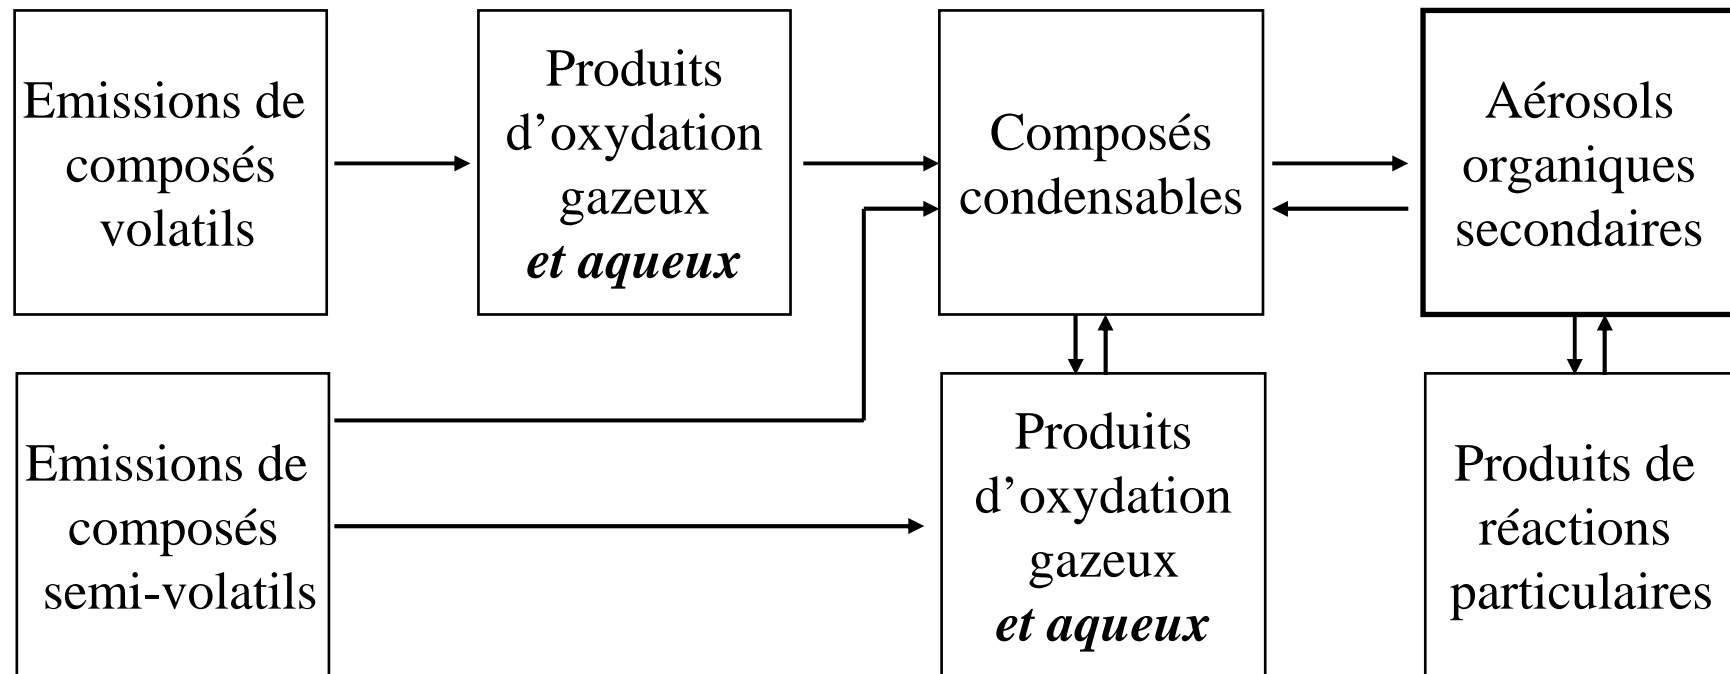 Emissions de
composés
volatils
Produits
d’oxydation
gazeux
et aqueux
Composés
condensables
Aérosols
organiques
secondaires
Emissions de
composés
semi-volatils
Produits
d’oxydation
gazeux
et aqueux
Produits de
réactions
particulaires